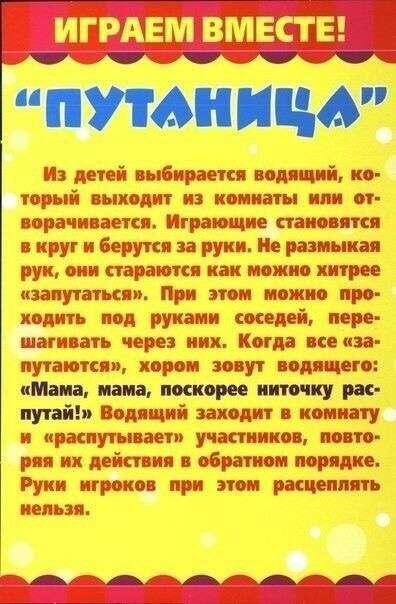 ИГРАЕМ ВМЕСТЕ!
“ПУТАНИЦА”
Из детей выбирается водящий, ко-
торый выходит из комнаты или от-
ворачивается. Играющие становятся
в круг и берутся за руки. Не размыкая
рук, они стараются как можно хитрее
«запутаться». При этом можно про-
ходить под руками соседей, пере-
шагивать через них. Когда все «за-
путаются», хором зовут водящего:
«Мама, мама, поскорее ниточку рас-
путай!» Водящий заходит в комнату
и «распутывает» участников, повто-
ряя их действия в обратном порядке.
Руки игроков при этом расцеплять
нельзя.